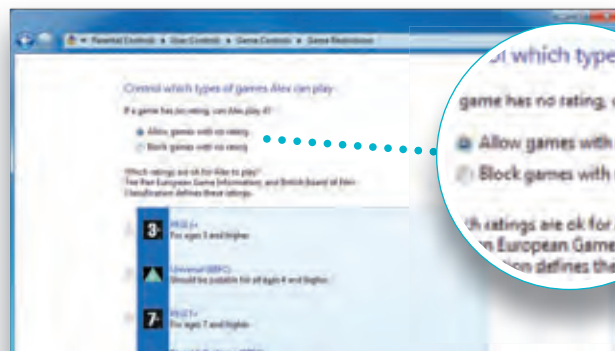 Parental Controls ▸ User Controls ▸ Game Controls ▸ Game Restrictions
Control which types of games Alex can play
If a game has no rating, can Alex play it?
Allow games with no rating
Block games with no rating
Which ratings are ok for Alex to play?
The Pan European Game Information, and British Board of Film
Classification defines these ratings.
3+
PEGI 3+
For ages 3 and higher
Universal (BBFC)
Should be suitable for all ages 4 and higher.
7+
PEGI 7+
For ages 7 and higher
which type
game has no rating,
Allow games with
Block games with
ratings are ok for
European Game
defines the